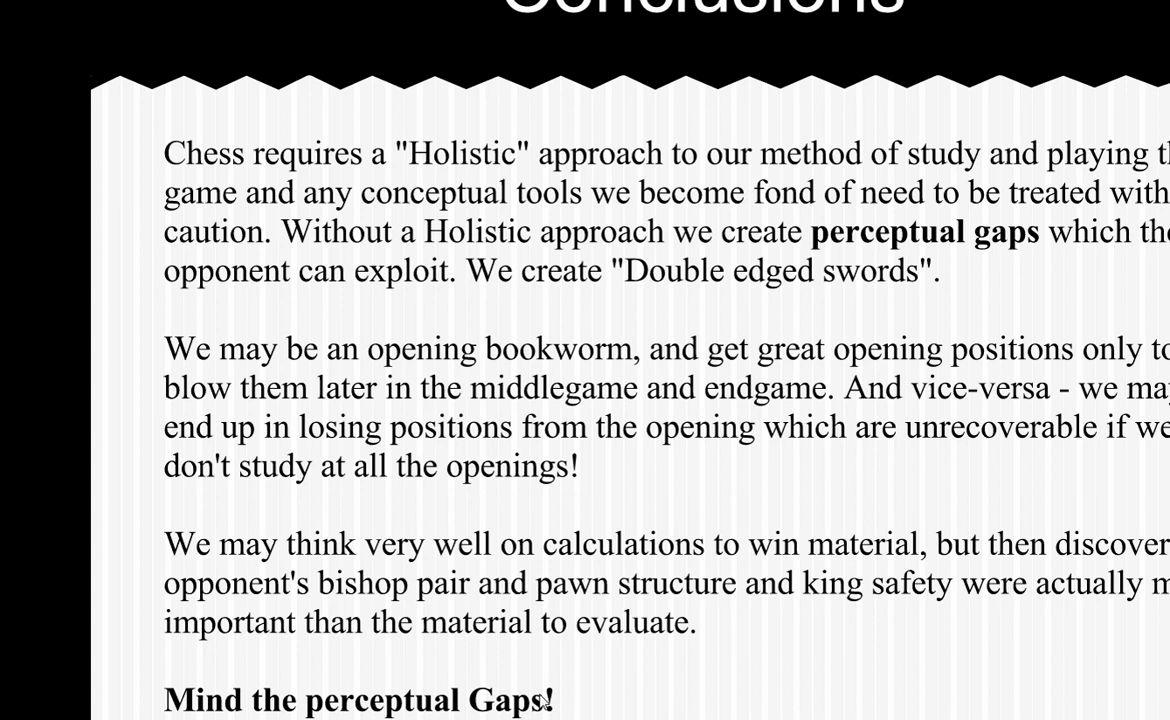 Conclusions
Chess requires a "Holistic" approach to our method of study and playing
game and any conceptual tools we become fond of need to be treated with
caution. Without a Holistic approach we create perceptual gaps which
opponent can exploit. We create "Double edged swords".
We may be an opening bookworm, and get great opening positions only to
blow them later in the middlegame and endgame. And vice-versa - we may
end up in losing positions from the opening which are unrecoverable if we
don't study at all the openings!
We may think very well on calculations to win material, but then discover
opponent's bishop pair and pawn structure and king safety were actually
important than the material to evaluate.
Mind the perceptual Gaps!